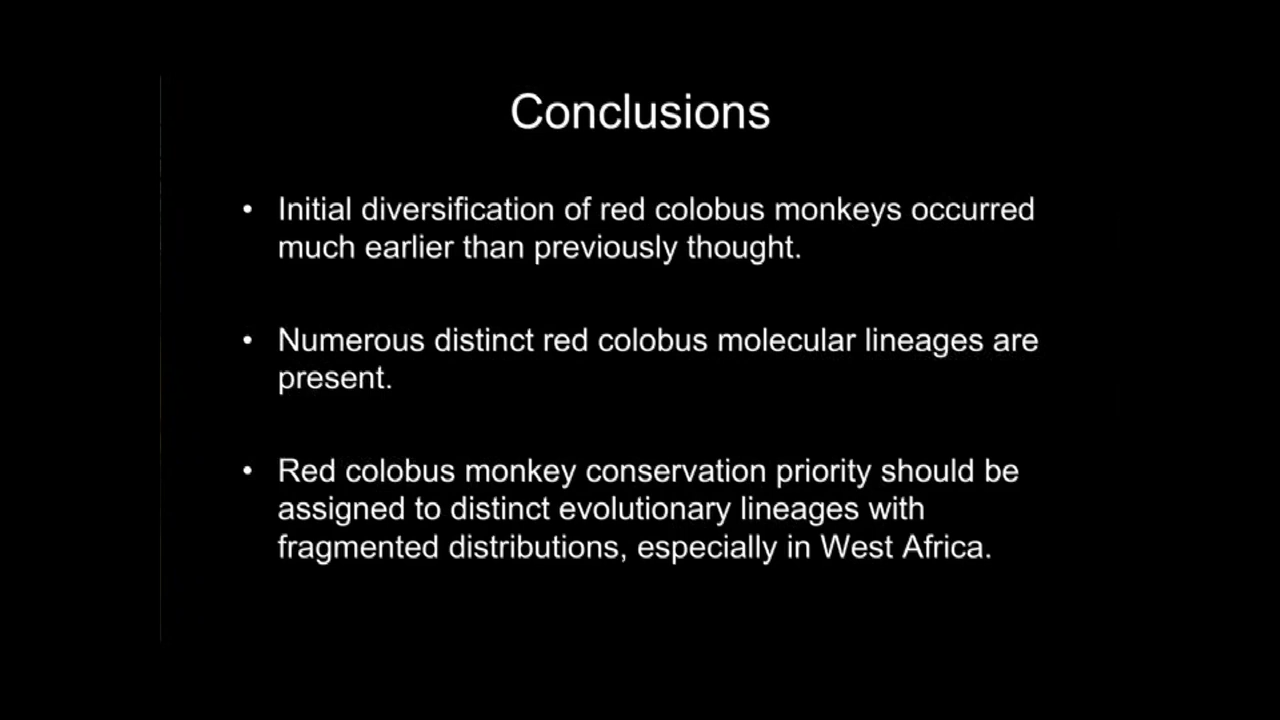 Conclusions
• Initial diversification of red colobus monkeys occurred
much earlier than previously thought.
• Numerous distinct red colobus molecular lineages are
present.
• Red colobus monkey conservation priority should be
assigned to distinct evolutionary lineages with
fragmented distributions, especially in West Africa.